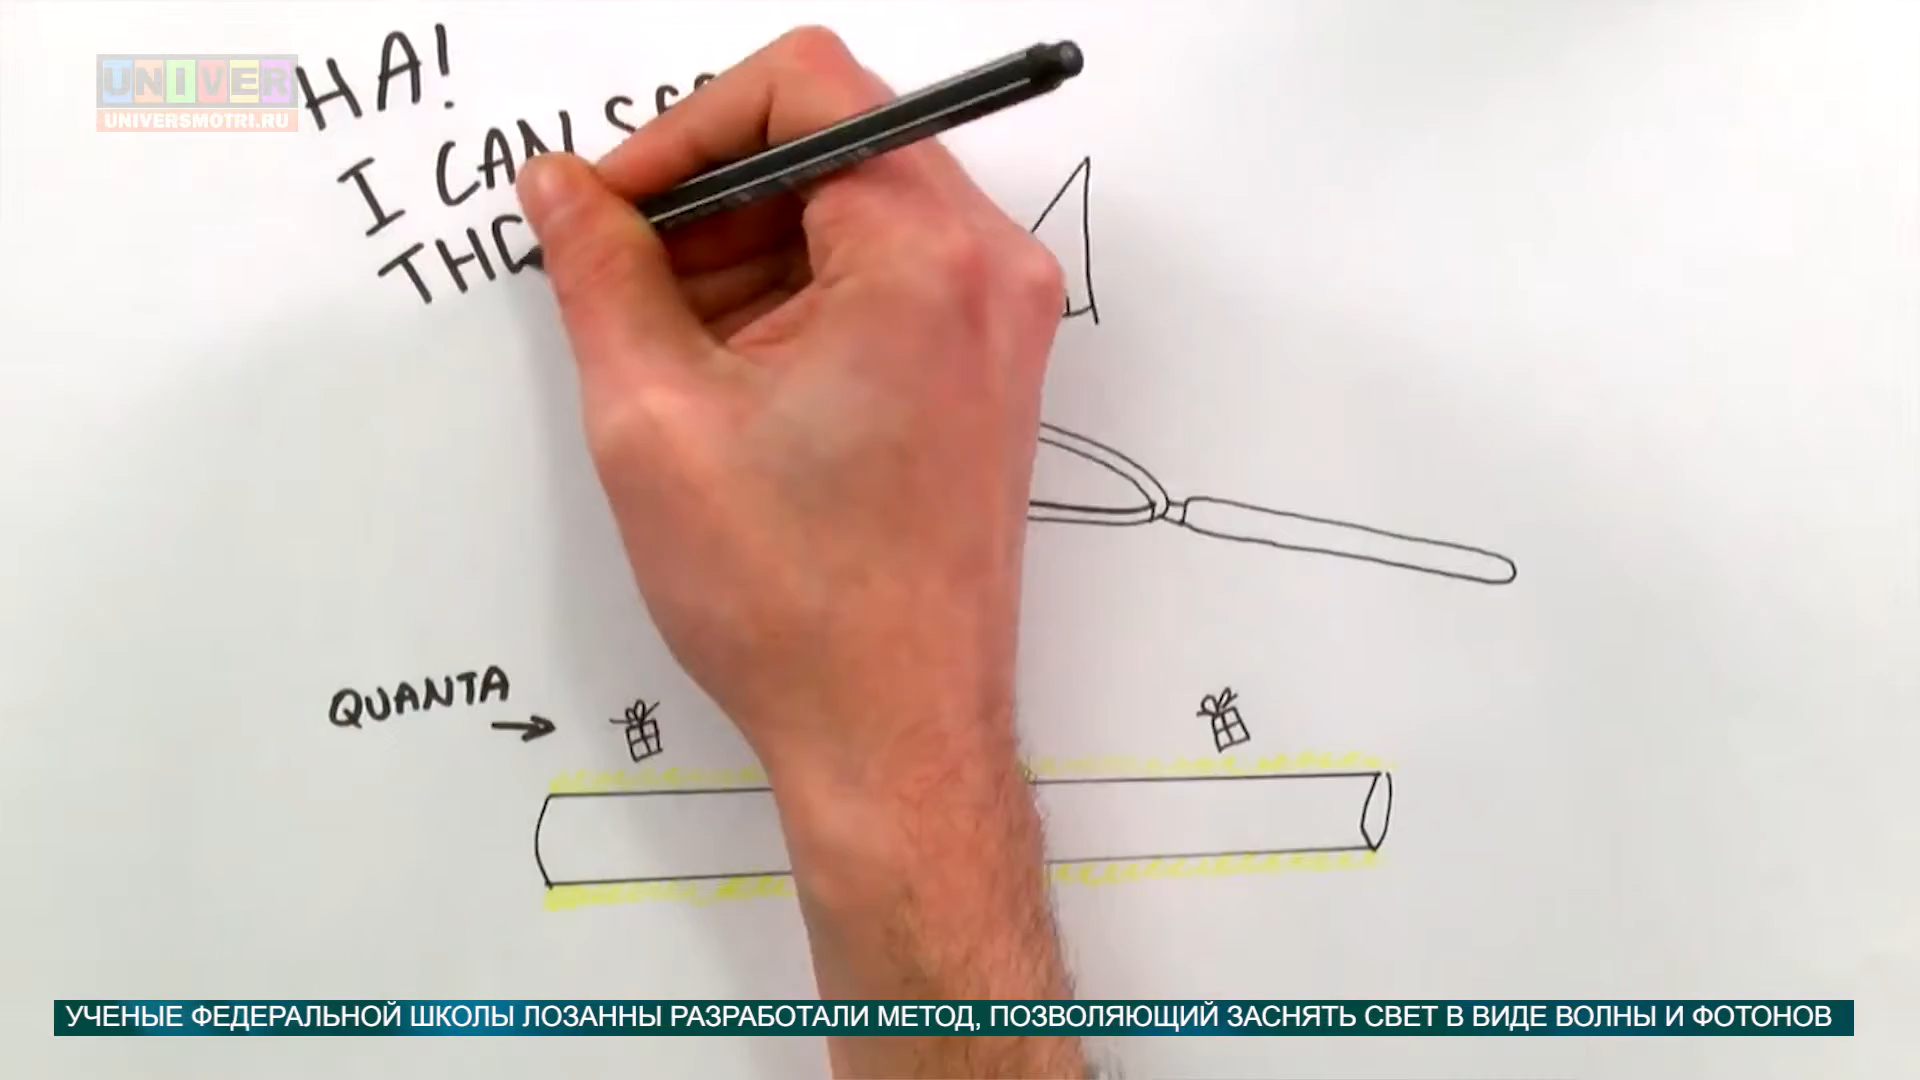 UNIVER
UNIVERSMOTRI.RU
HA!
I CAN
QUANTA
УЧЕНЫЕ ФЕДЕРАЛЬНОЙ ШКОЛЫ ЛОЗАННЫ РАЗРАБОТАЛИ МЕТОД, ПОЗВОЛЯЮЩИЙ ЗАСНЯТЬ СВЕТ В ВИДЕ ВОЛНЫ И ФОТОНОВ